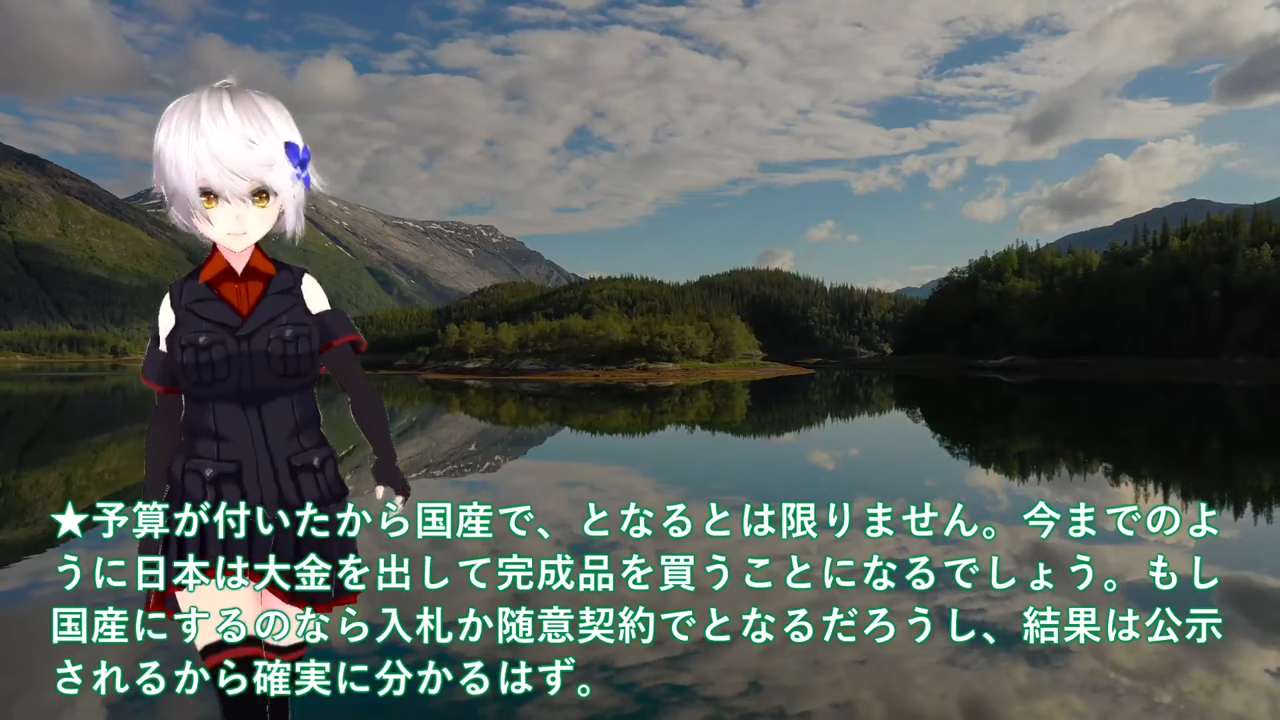 ★予算が付いたから国産で、となるとは限りません。今までのよ
うに日本は大金を出して完成品を買うことになるでしょう。もし
国産にするのなら入札か随意契約でとなるだろうし、結果は公示
されるから確実に分かるはず。